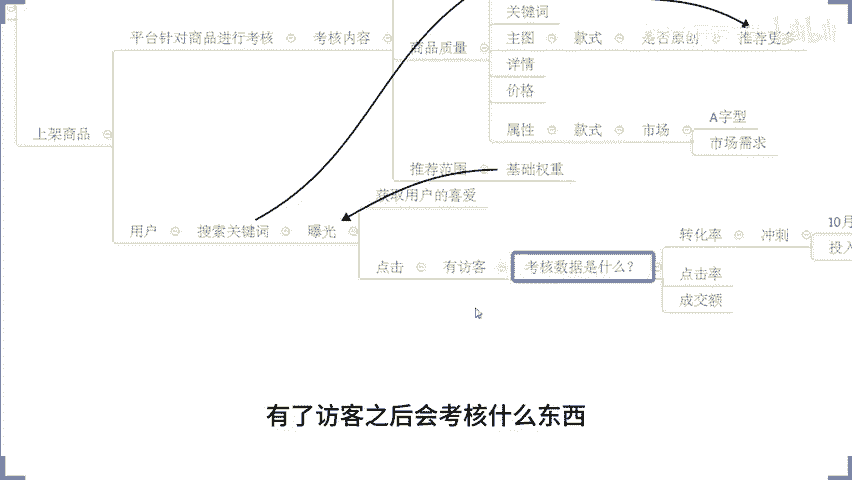 关键词
平台针对商品进行考核 考核内容 商品质量 主图 款式 是否原创 推荐更多
详情
价格
上架商品 属性 款式 市场 A字型
市场需求
推荐范围 基础权重
获取用户的喜爱
用户 搜索关键词 曝光 转化率 冲刺 10月
投入
点击 有访客 考核数据是什么? 点击率
成交额
有了访客之后会考核什么东西